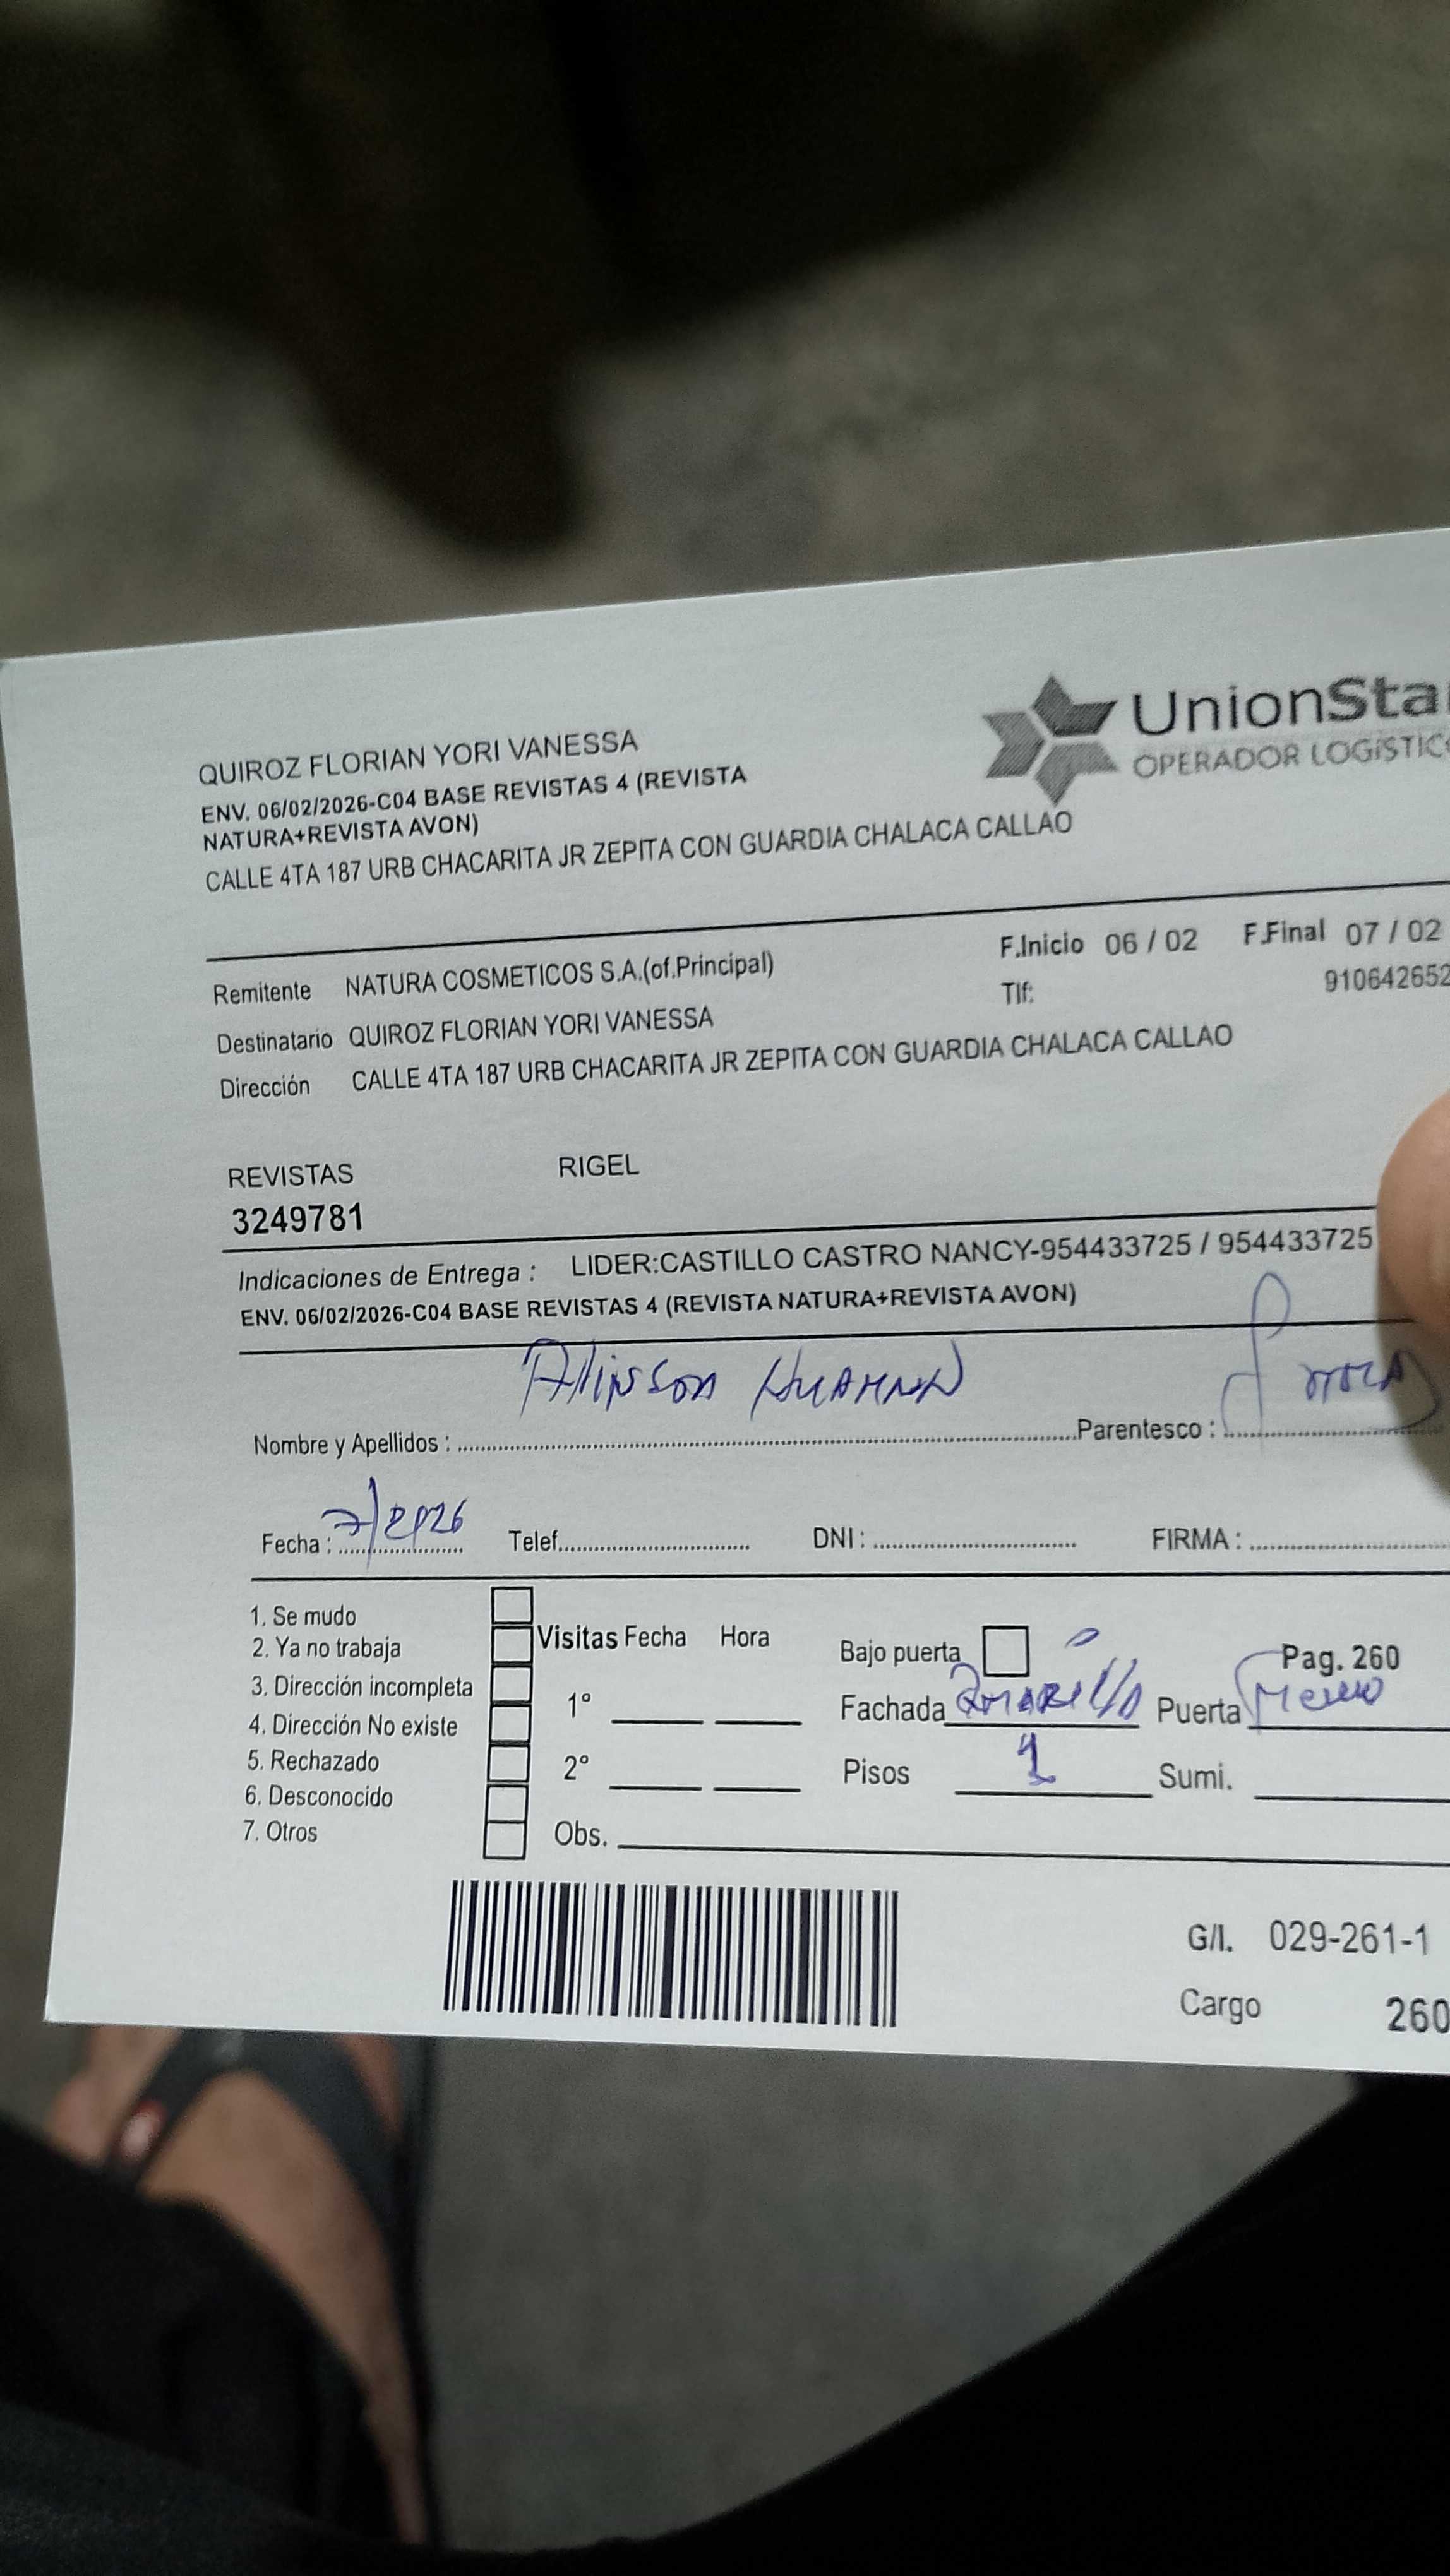 UnionSta
OPERADOR LOGÍSTIC
QUIROZ FLORIAN YORI VANESSA
ENV. 06/02/2026-C04 BASE REVISTAS 4 (REVISTA
NATURA+REVISTA AVON)
CALLE 4TA 187 URB CHACARITA JR ZEPITA CON GUARDIA CHALACA CALLAO
Remitente NATURA COSMETICOS S.A.(of.Principal) F.Inicio 06 / 02 F.Final 07 / 02
Tlf: 910642652
Destinatario QUIROZ FLORIAN YORI VANESSA
Dirección CALLE 4TA 187 URB CHACARITA JR ZEPITA CON GUARDIA CHALACA CALLAO
REVISTAS RIGEL
3249781
Indicaciones de Entrega : LIDER:CASTILLO CASTRO NANCY-954433725 / 954433725
ENV. 06/02/2026-C04 BASE REVISTAS 4 (REVISTA NATURA+REVISTA AVON)
Nombre y Apellidos : Parentesco :
Fecha : 7/2/26 Telef. DNI : FIRMA :
1. Se mudo
2. Ya no trabaja
3. Dirección incompleta
4. Dirección No existe
5. Rechazado
6. Desconocido
7. Otros
Visitas Fecha Hora
1°
2°
Obs.
Bajo puerta Pag. 260
Fachada Amarillo Puerta
Pisos 1 Sumi.
G/I. 029-261-1
Cargo 260